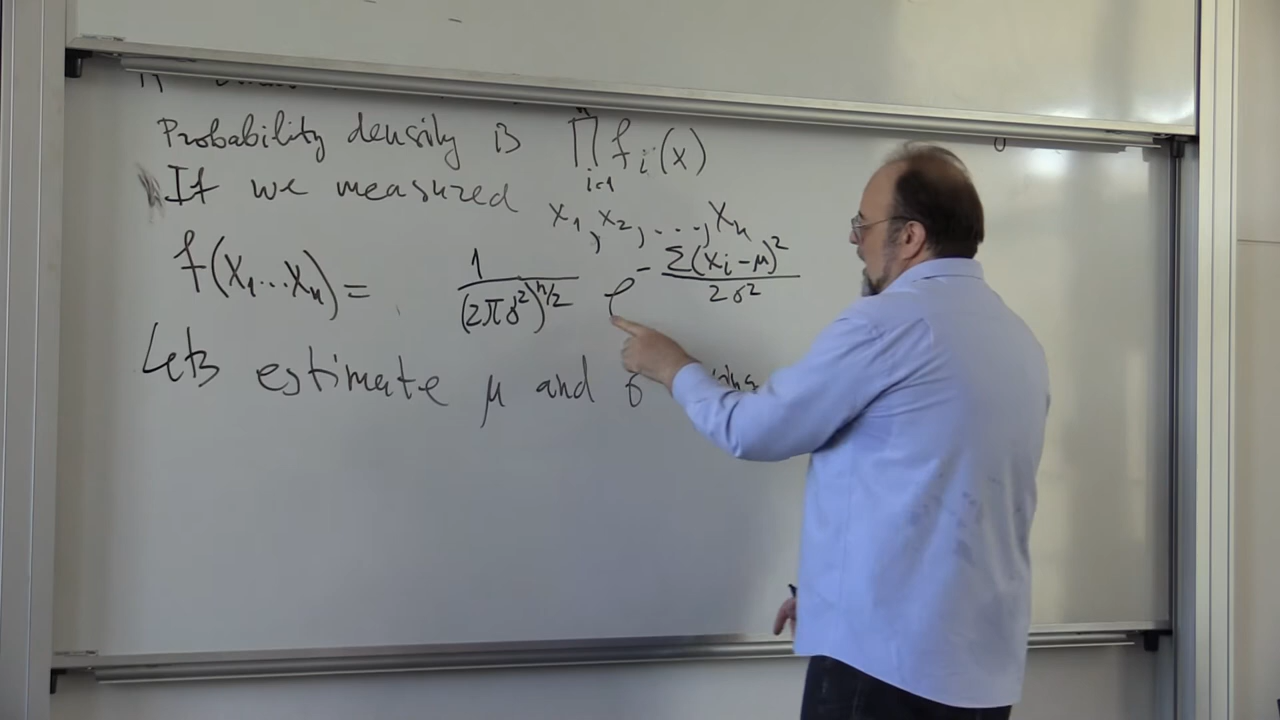 Probability density is ∏ f i (x)
i=1
If we measured x1, x2, ..., xn
f(x1...xn) = 1/(2πσ²)^(n/2) e^(-Σ(xi-μ)²/2σ²)
Lets estimate μ and σ